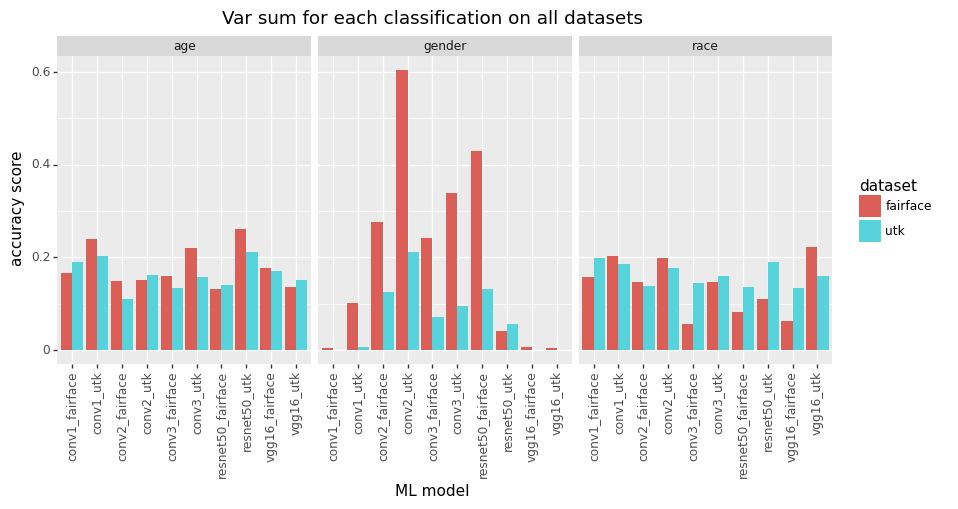 Var sum for each classification on all datasets
age
gender
race
accuracy score
0.6
0.4
0.2
0
conv1_fairface
conv1_utk
conv2_fairface
conv2_utk
conv3_fairface
conv3_utk
resnet50_fairface
resnet50_utk
vgg16_fairface
vgg16_utk
conv1_fairface
conv1_utk
conv2_fairface
conv2_utk
conv3_fairface
conv3_utk
resnet50_fairface
resnet50_utk
vgg16_fairface
vgg16_utk
conv1_fairface
conv1_utk
conv2_fairface
conv2_utk
conv3_fairface
conv3_utk
resnet50_fairface
resnet50_utk
vgg16_fairface
vgg16_utk
ML model
dataset
fairface
utk